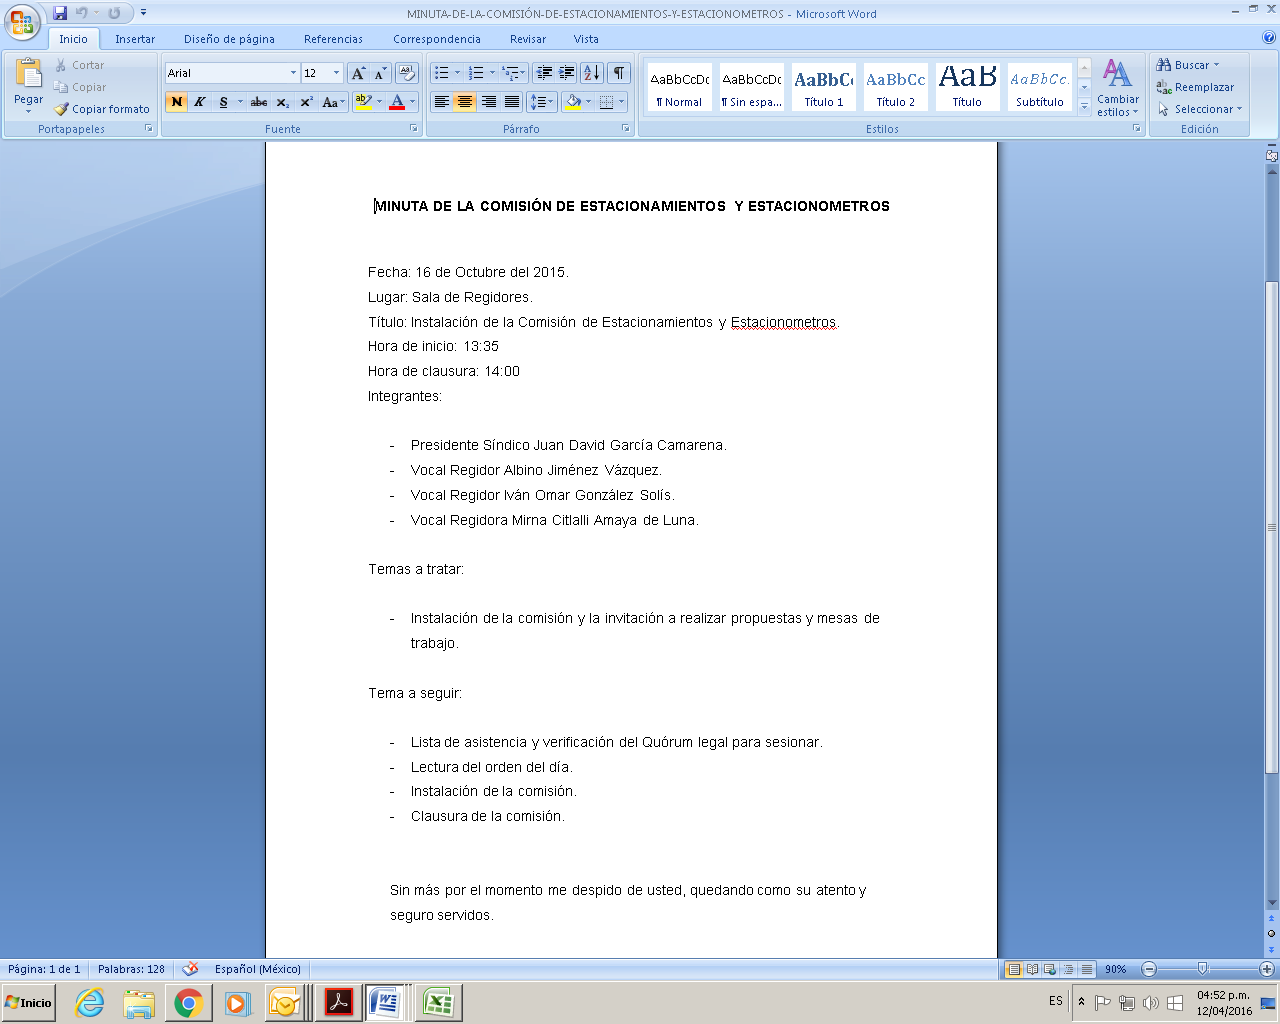 MINUTA-DE-LA-COMISIÓN-DE-ESTACIONAMIENTOS-Y-ESTACIONOMETROS - Microsoft Word
Inicio Insertar Diseño de página Referencias Correspondencia Revisar Vista
Pegar
Cortar
Copiar
Copiar formato
Portapapeles
Arial 12
N K S abc x₂ x² Aa ab A
Fuente
Párrafo
AaBbCcDc AaBbCcDc AaBbC AaBbCc AaB AaBbCc.
¶ Normal ¶ Sin espa... Título 1 Título 2 Título Subtítulo
Cambiar estilos
Estilos
Buscar
Reemplazar
Seleccionar
Edición
MINUTA DE LA COMISIÓN DE ESTACIONAMIENTOS Y ESTACIONOMETROS
Fecha: 16 de Octubre del 2015.
Lugar: Sala de Regidores.
Título: Instalación de la Comisión de Estacionamientos y Estacionometros.
Hora de inicio: 13:35
Hora de clausura: 14:00
Integrantes:
- Presidente Síndico Juan David García Camarena.
- Vocal Regidor Albino Jiménez Vázquez.
- Vocal Regidor Iván Omar González Solís.
- Vocal Regidora Mirna Citlalli Amaya de Luna.
Temas a tratar:
- Instalación de la comisión y la invitación a realizar propuestas y mesas de
trabajo.
Tema a seguir:
- Lista de asistencia y verificación del Quórum legal para sesionar.
- Lectura del orden del día.
- Instalación de la comisión.
- Clausura de la comisión.
Sin más por el momento me despido de usted, quedando como su atento y
seguro servidos.
Página: 1 de 1 Palabras: 128 Español (México) 90%
Inicio ES 04:52 p.m.
12/04/2016